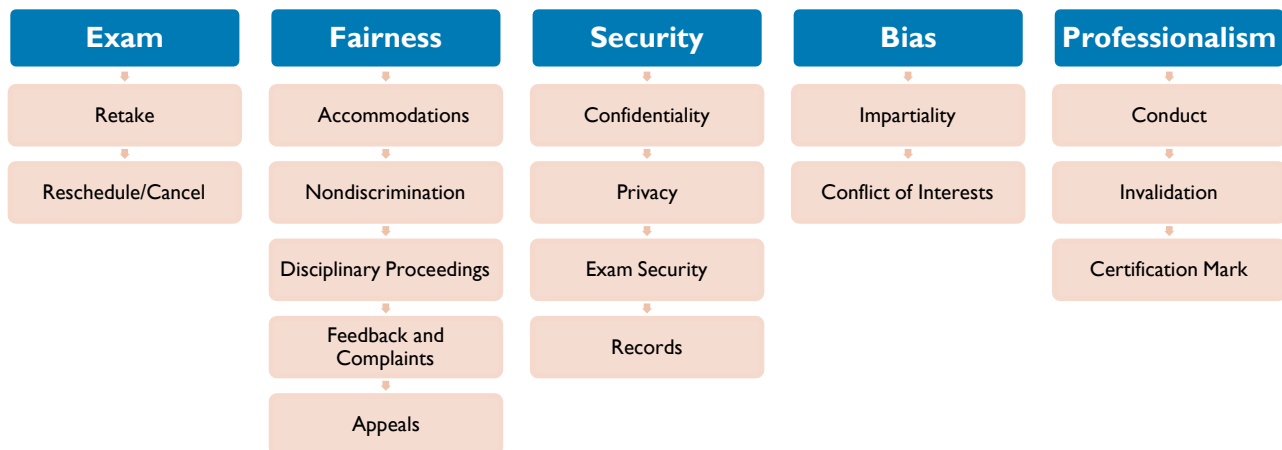 Exam
Retake
Reschedule/Cancel
Fairness
Accommodations
Nondiscrimination
Disciplinary Proceedings
Feedback and
Complaints
Appeals
Security
Confidentiality
Privacy
Exam Security
Records
Bias
Impartiality
Conflict of Interests
Professionalism
Conduct
Invalidation
Certification Mark